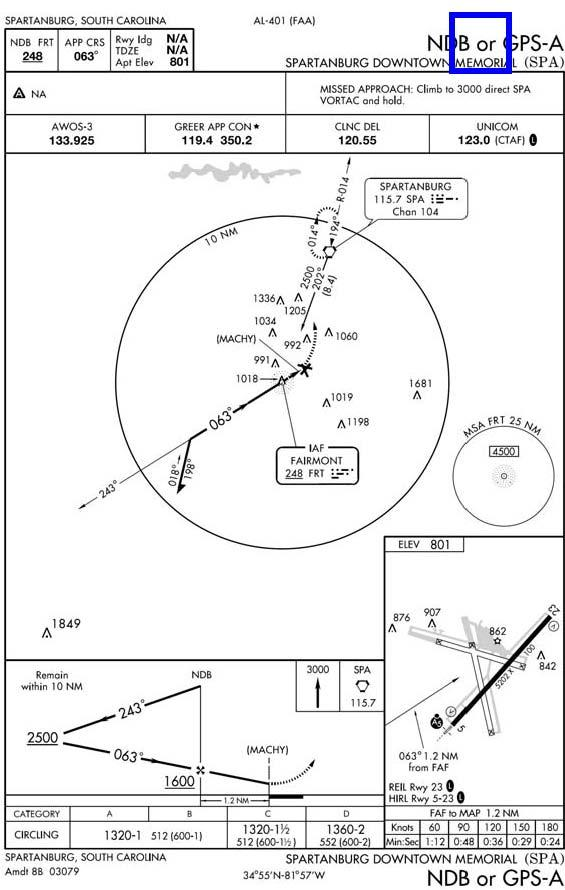 SPARTANBURG, SOUTH CAROLINA
AL-401 (FAA)
NDB or GPS-A
SPARTANBURG DOWNTOWN MEMORIAL (SPA)
NDB FRT
248
APP CRS
063°
Rwy ldg N/A
TDZE N/A
Apt Elev 801
A NA
MISSED APPROACH: Climb to 3000 direct SPA
VORTAC and hold.
AWOS-3
133.925
GREER APP CON★
119.4 350.2
CLNC DEL
120.55
UNICOM
123.0 (CTAF) L
SPARTANBURG
115.7 SPA
Chan 104
R-014
014°
194°
10 NM
2500
202°
(8.4)
1336
1205
1034
992
1060
(MACHY)
991
1018
1681
1019
1198
063°
IAF
FAIRMONT
248 FRT
018°
198°
243°
MSA FRT 25 NM
4500
1849
ELEV 801
876
907
862
842
23
A
5202 X 100
A
A5
5
063° 1.2 NM
from FAF
REIL Rwy 23 L
HIRL Rwy 5-23 L
Remain
within 10 NM
NDB
3000
SPA
115.7
243°
2500
063°
(MACHY)
1600
1.2 NM
CATEGORY A B C D
CIRCLING 1320-1 512 (600-1) 1320-1½ 512 (600-1½) 1360-2 552 (600-2)
FAF to MAP 1.2 NM
Knots 60 90 120 150 180
Min:Sec 1:12 0:48 0:36 0:29 0:24
SPARTANBURG, SOUTH CAROLINA
Amdt 8B 03079
34°55'N-81°57'W
SPARTANBURG DOWNTOWN MEMORIAL (SPA)
NDB or GPS-A